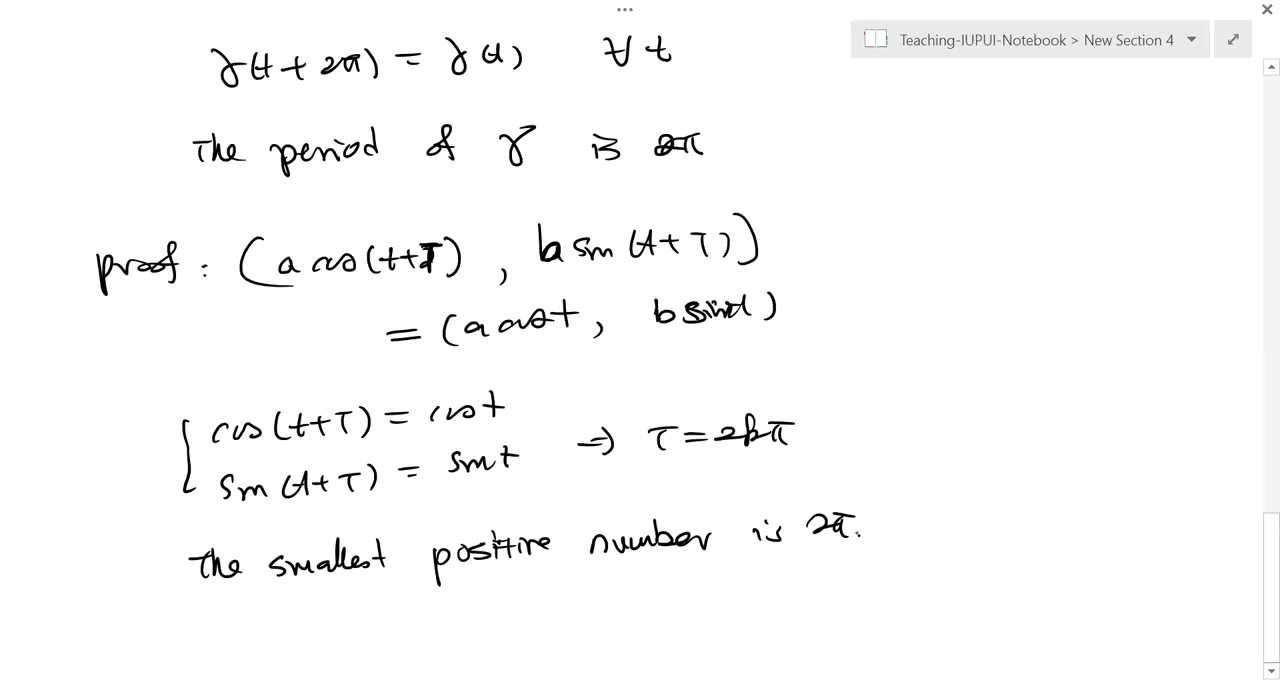 Teaching-IUPUI-Notebook > New Section 4
γ(t + 2π) = γ(t) ∀ t
The period of γ is 2π
proof : (a cos(t+T) , b sin(t+T))
= (a cos t, b sin t)
{ cos(t+T) = cos t
sin(t+T) = sin t ⇒ T = 2kπ
The smallest positive number is 2π.